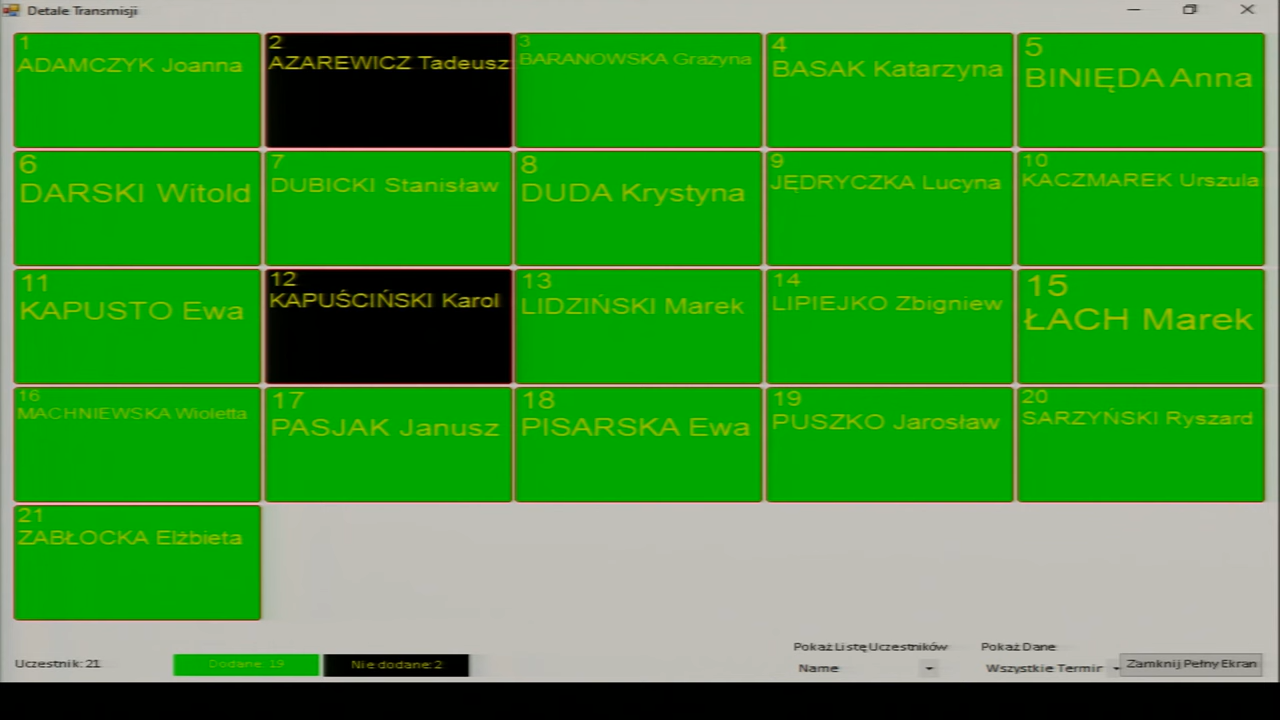 Detale Transmisji
1
ADAMCZYK Joanna
2
AZAREWICZ Tadeusz
3
BARANOWSKA Grażyna
4
BASAK Katarzyna
5
BINIĘDA Anna
6
DARSKI Witold
7
DUBICKI Stanisław
8
DUDA Krystyna
9
JĘDRYCZKA Lucyna
10
KACZMAREK Urszula
11
KAPUSTO Ewa
12
KAPUŚCIŃSKI Karol
13
LIDZIŃSKI Marek
14
LIPIEJKO Zbigniew
15
ŁACH Marek
16
MACHNIEWSKA Wioletta
17
PASJAK Janusz
18
PISARSKA Ewa
19
PUSZKO Jarosław
20
SARZYŃSKI Ryszard
21
ZABŁOCKA Elżbieta
Pokaż Listę Uczestników
Pokaż Dane
Uczestnik: 21
Dodane: 19
Nie dodane: 2
Name
Wszystkie Termir
Zamknij Pełny Ekran